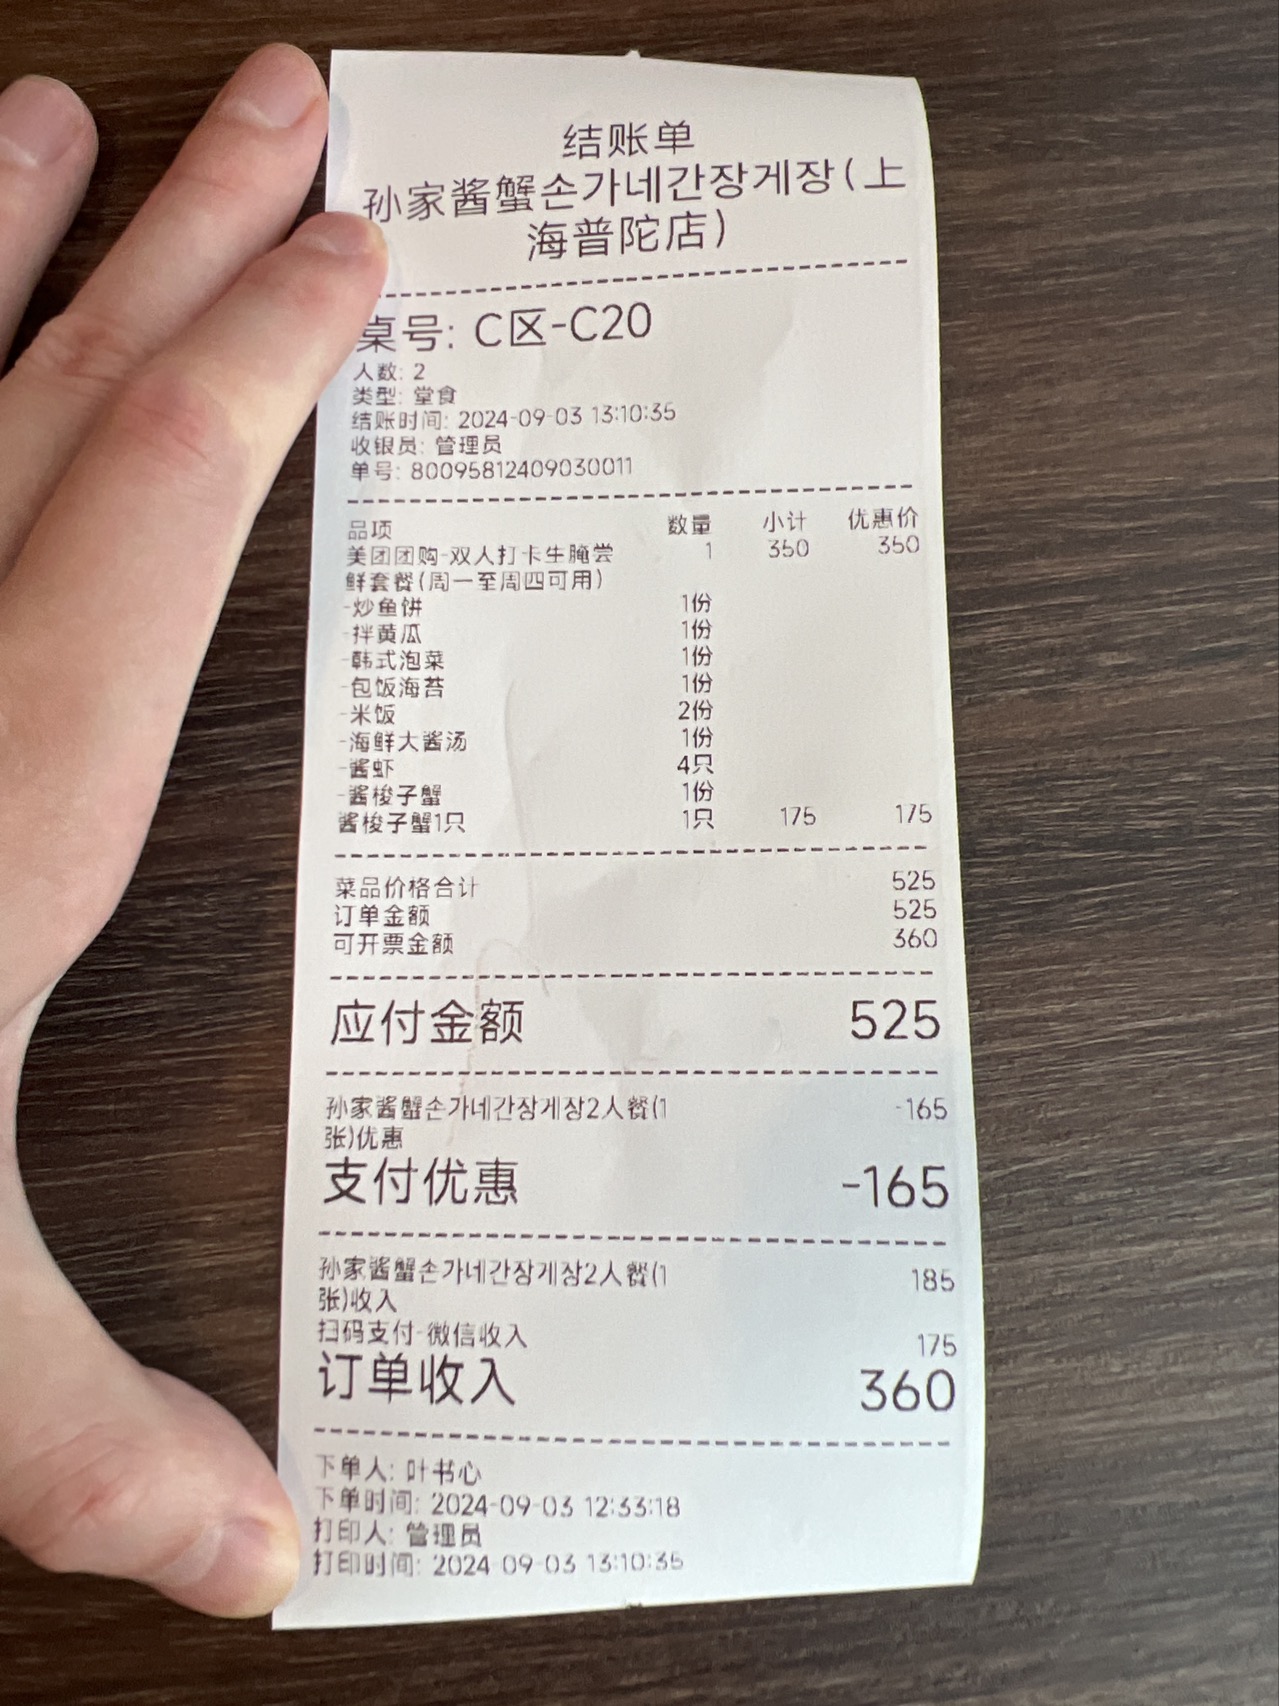 结账单
孙家酱蟹손가네간장게장(上
海普陀店)
桌号: C区-C20
人数: 2
类型: 堂食
结账时间: 2024-09-03 13:10:35
收银员: 管理员
单号: 80095812409030011
品项 数量 小计 优惠价
美团团购-双人打卡生腌尝 1 350 350
鲜套餐(周一至周四可用)
-炒鱼饼 1份
-拌黄瓜 1份
-韩式泡菜 1份
-包饭海苔 1份
-米饭 2份
-海鲜大酱汤 1份
-酱虾 4只
-酱梭子蟹 1份
酱梭子蟹1只 1只 175 175
菜品价格合计 525
订单金额 525
可开票金额 360
应付金额 525
孙家酱蟹손가네간장게장2人餐(1 -165
张)优惠
支付优惠 -165
孙家酱蟹손가네간장게장2人餐(1 185
张)收入
扫码支付-微信收入 175
订单收入 360
下单人: 叶书心
下单时间: 2024-09-03 12:33:18
打印人: 管理员
打印时间: 2024-09-03 13:10:35